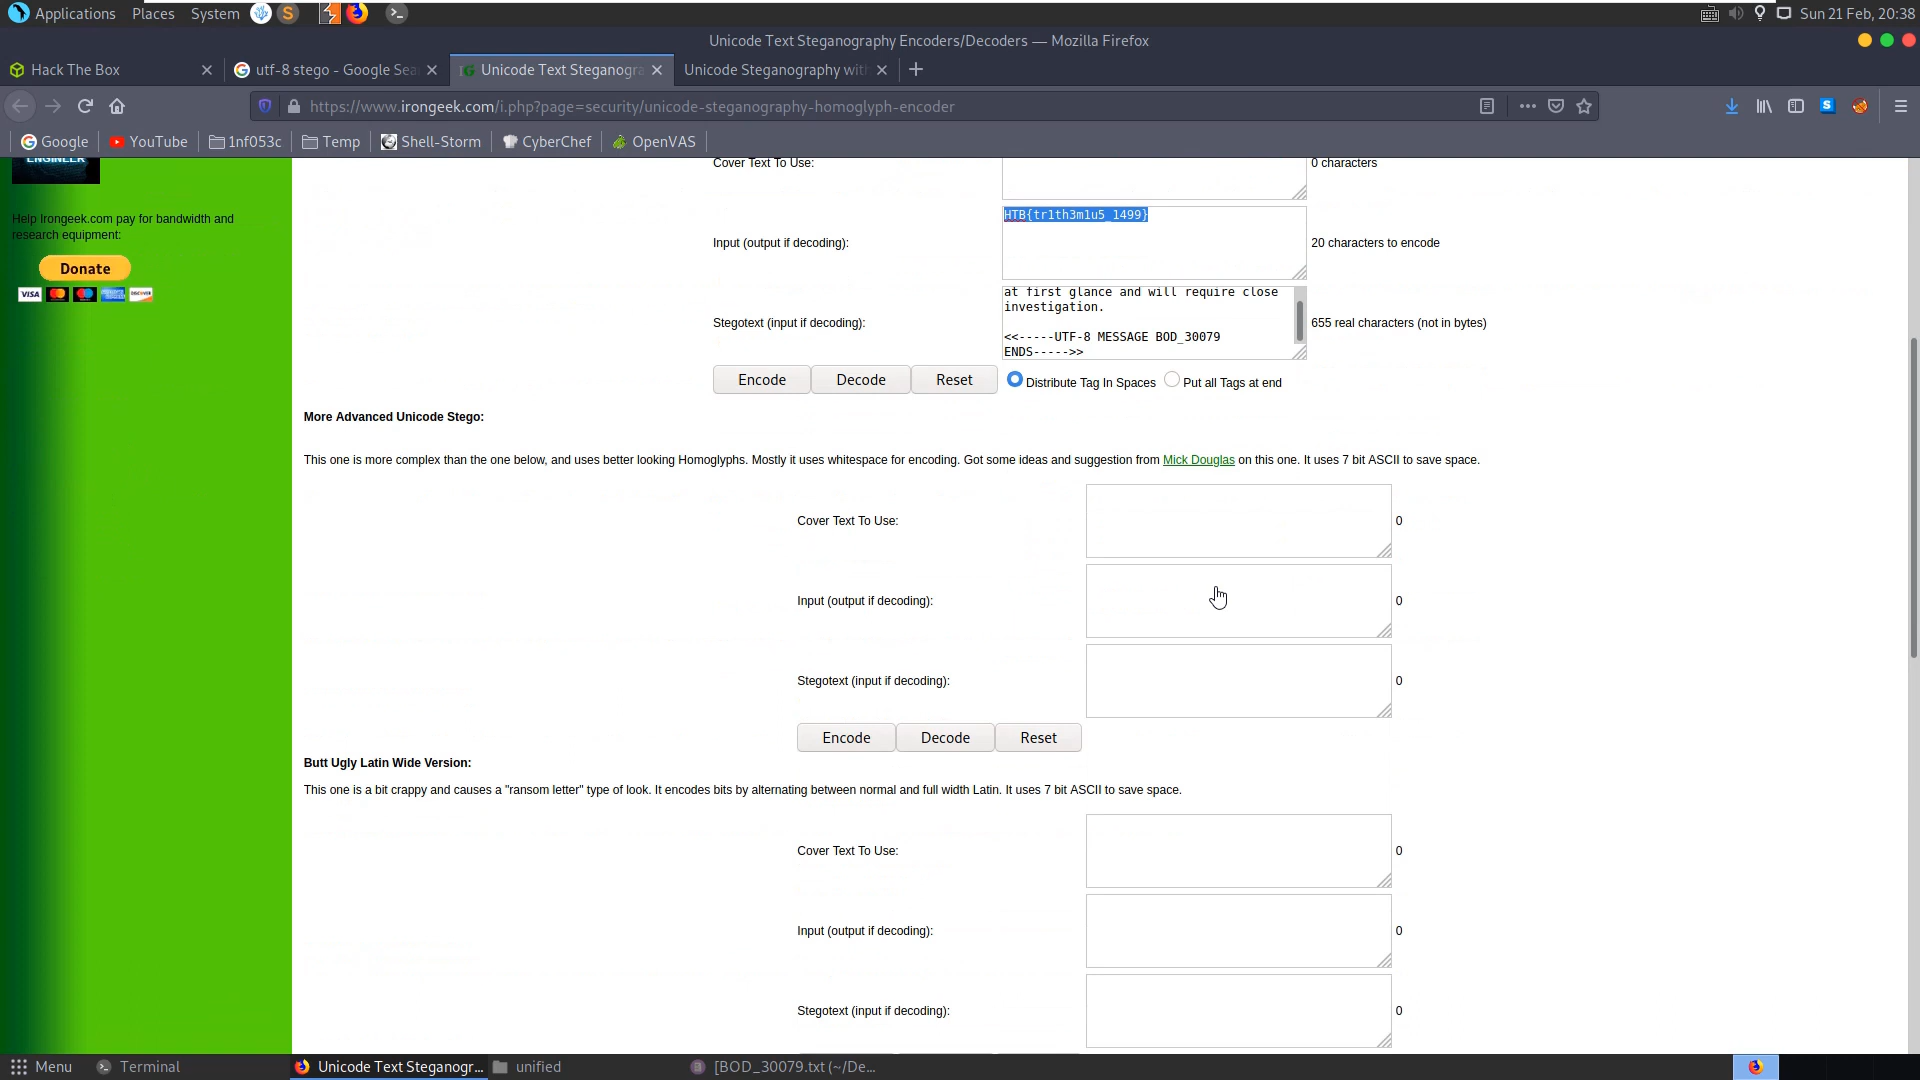 Applications Places System Sun 21 Feb, 20:38
Unicode Text Steganography Encoders/Decoders — Mozilla Firefox
Hack The Box utf-8 stego - Google Sea Unicode Text Steganogra Unicode Steganography with
https://www.irongeek.com/i.php?page=security/unicode-steganography-homoglyph-encoder
Google YouTube 1nf053c Temp Shell-Storm CyberChef OpenVAS
ENGINEER
Cover Text To Use: 0 characters
Help Irongeek.com pay for bandwidth and
research equipment:
Donate
VISA
DISCOVER
HTB{tr1th3m1u5_1499}
Input (output if decoding): 20 characters to encode
at first glance and will require close
investigation.
Stegotext (input if decoding): 655 real characters (not in bytes)
<<-----UTF-8 MESSAGE BOD_30079
ENDS----->>
Encode Decode Reset Distribute Tag In Spaces Put all Tags at end
More Advanced Unicode Stego:
This one is more complex than the one below, and uses better looking Homoglyphs. Mostly it uses whitespace for encoding. Got some ideas and suggestion from Mick Douglas on this one. It uses 7 bit ASCII to save space.
Cover Text To Use: 0
Input (output if decoding): 0
Stegotext (input if decoding): 0
Encode Decode Reset
Butt Ugly Latin Wide Version:
This one is a bit crappy and causes a "ransom letter" type of look. It encodes bits by alternating between normal and full width Latin. It uses 7 bit ASCII to save space.
Cover Text To Use: 0
Input (output if decoding): 0
Stegotext (input if decoding): 0
Menu Terminal Unicode Text Steganogr... unified [BOD_30079.txt (~/De...